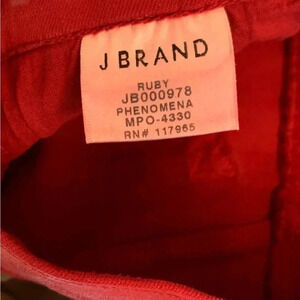 J BRAND
RUBY
JB000978
PHENOMENA
MPO-4330
RN# 117965